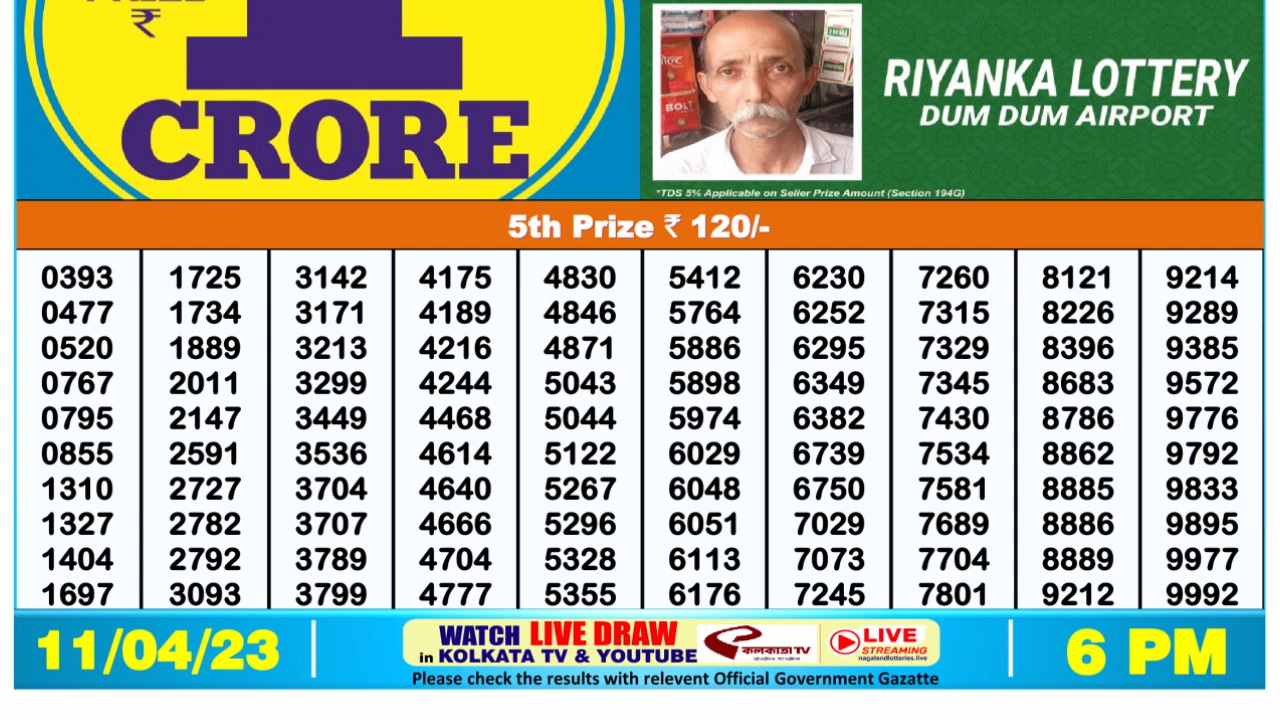 ₹
1
CRORE
ZOLT
BOLT
RIYANKA LOTTERY
DUM DUM AIRPORT
*TDS 5% Applicable on Seller Prize Amount (Section 194G)
5th Prize ₹ 120/-
0393 1725 3142 4175 4830 5412 6230 7260 8121 9214
0477 1734 3171 4189 4846 5764 6252 7315 8226 9289
0520 1889 3213 4216 4871 5886 6295 7329 8396 9385
0767 2011 3299 4244 5043 5898 6349 7345 8683 9572
0795 2147 3449 4468 5044 5974 6382 7430 8786 9776
0855 2591 3536 4614 5122 6029 6739 7534 8862 9792
1310 2727 3704 4640 5267 6048 6750 7581 8885 9833
1327 2782 3707 4666 5296 6051 7029 7689 8886 9895
1404 2792 3789 4704 5328 6113 7073 7704 8889 9977
1697 3093 3799 4777 5355 6176 7245 7801 9212 9992
11/04/23
WATCH LIVE DRAW
in KOLKATA TV & YOUTUBE
কলকাতা TV
LIVE
STREAMING
nagalandlotteries.live
Please check the results with relevent Official Government Gazatte
6 PM